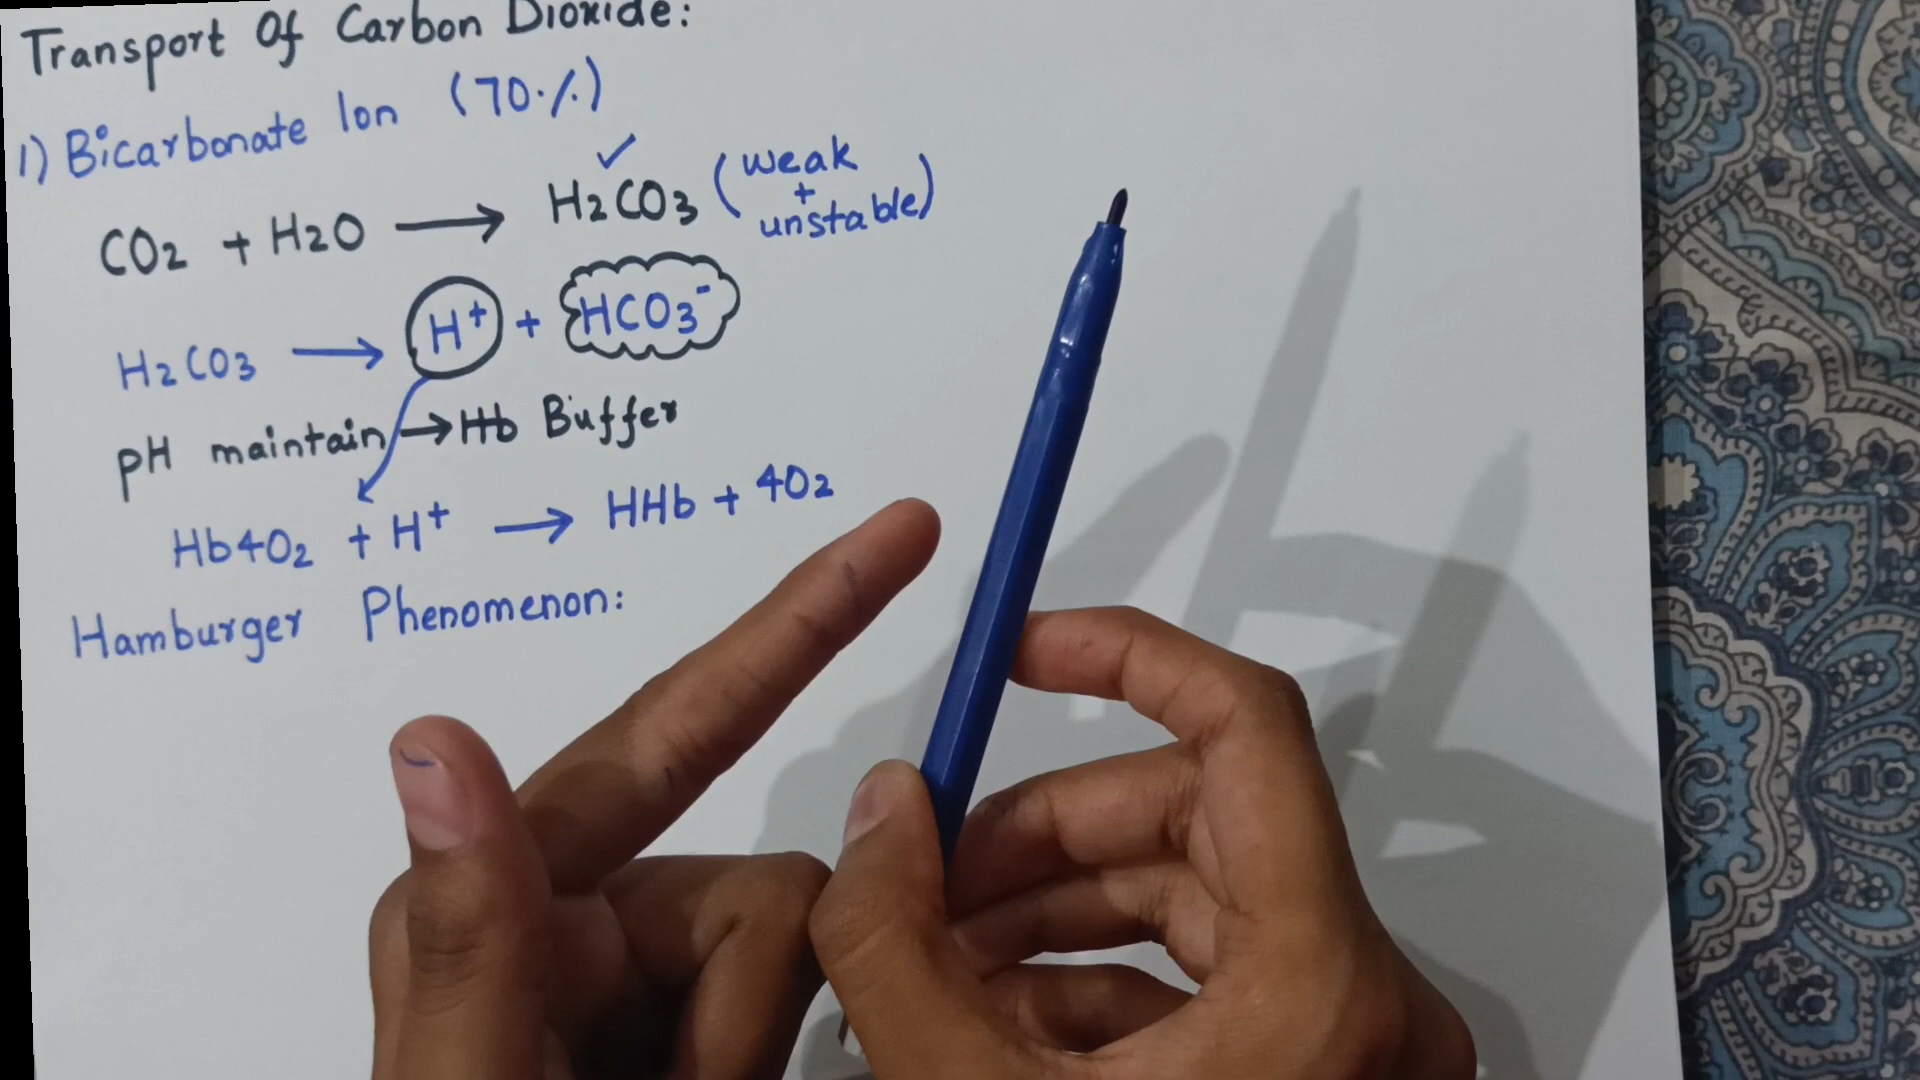 Transport Of Carbon Dioxide:
1) Bicarbonate Ion (70%)
CO2 + H2O → H2CO3 ✓ (weak + unstable)
H2CO3 → H+ + HCO3-
pH maintain → Hb Buffer
Hb4O2 + H+ → HHb + 4O2
Hamburger Phenomenon: